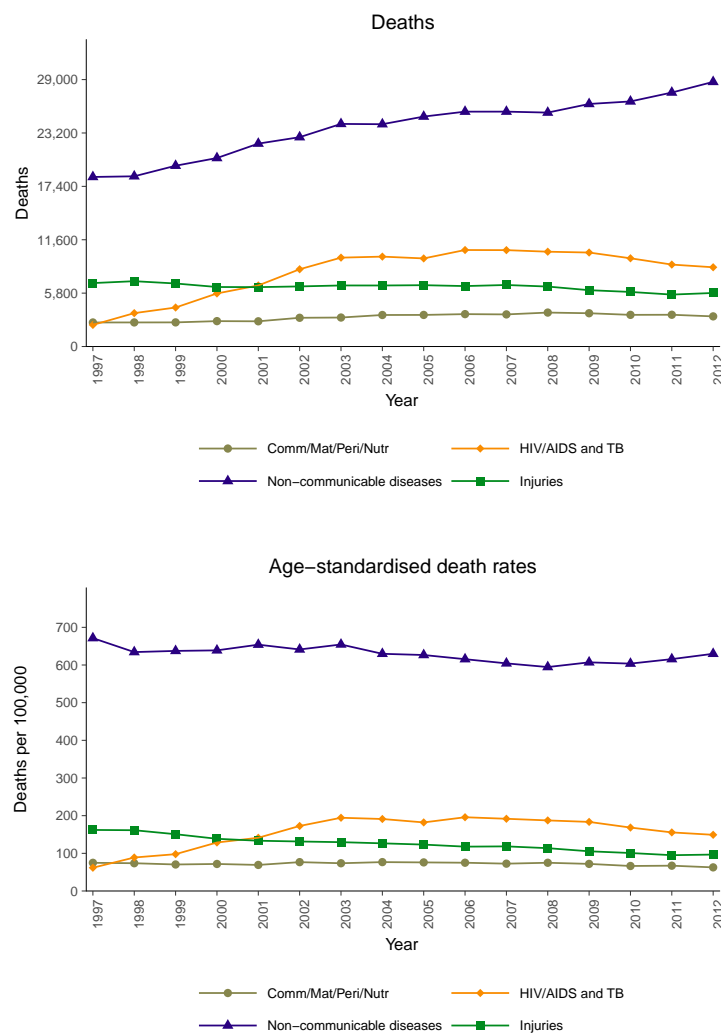 Deaths
29,000
23,200
17,400
11,600
5,800
0
Deaths
1997 1998 1999 2000 2001 2002 2003 2004 2005 2006 2007 2008 2009 2010 2011 2012
Year
Comm/Mat/Peri/Nutr HIV/AIDS and TB
Non−communicable diseases Injuries
Age−standardised death rates
700
600
500
400
300
200
100
0
Deaths per 100,000
1997 1998 1999 2000 2001 2002 2003 2004 2005 2006 2007 2008 2009 2010 2011 2012
Year
Comm/Mat/Peri/Nutr HIV/AIDS and TB
Non−communicable diseases Injuries